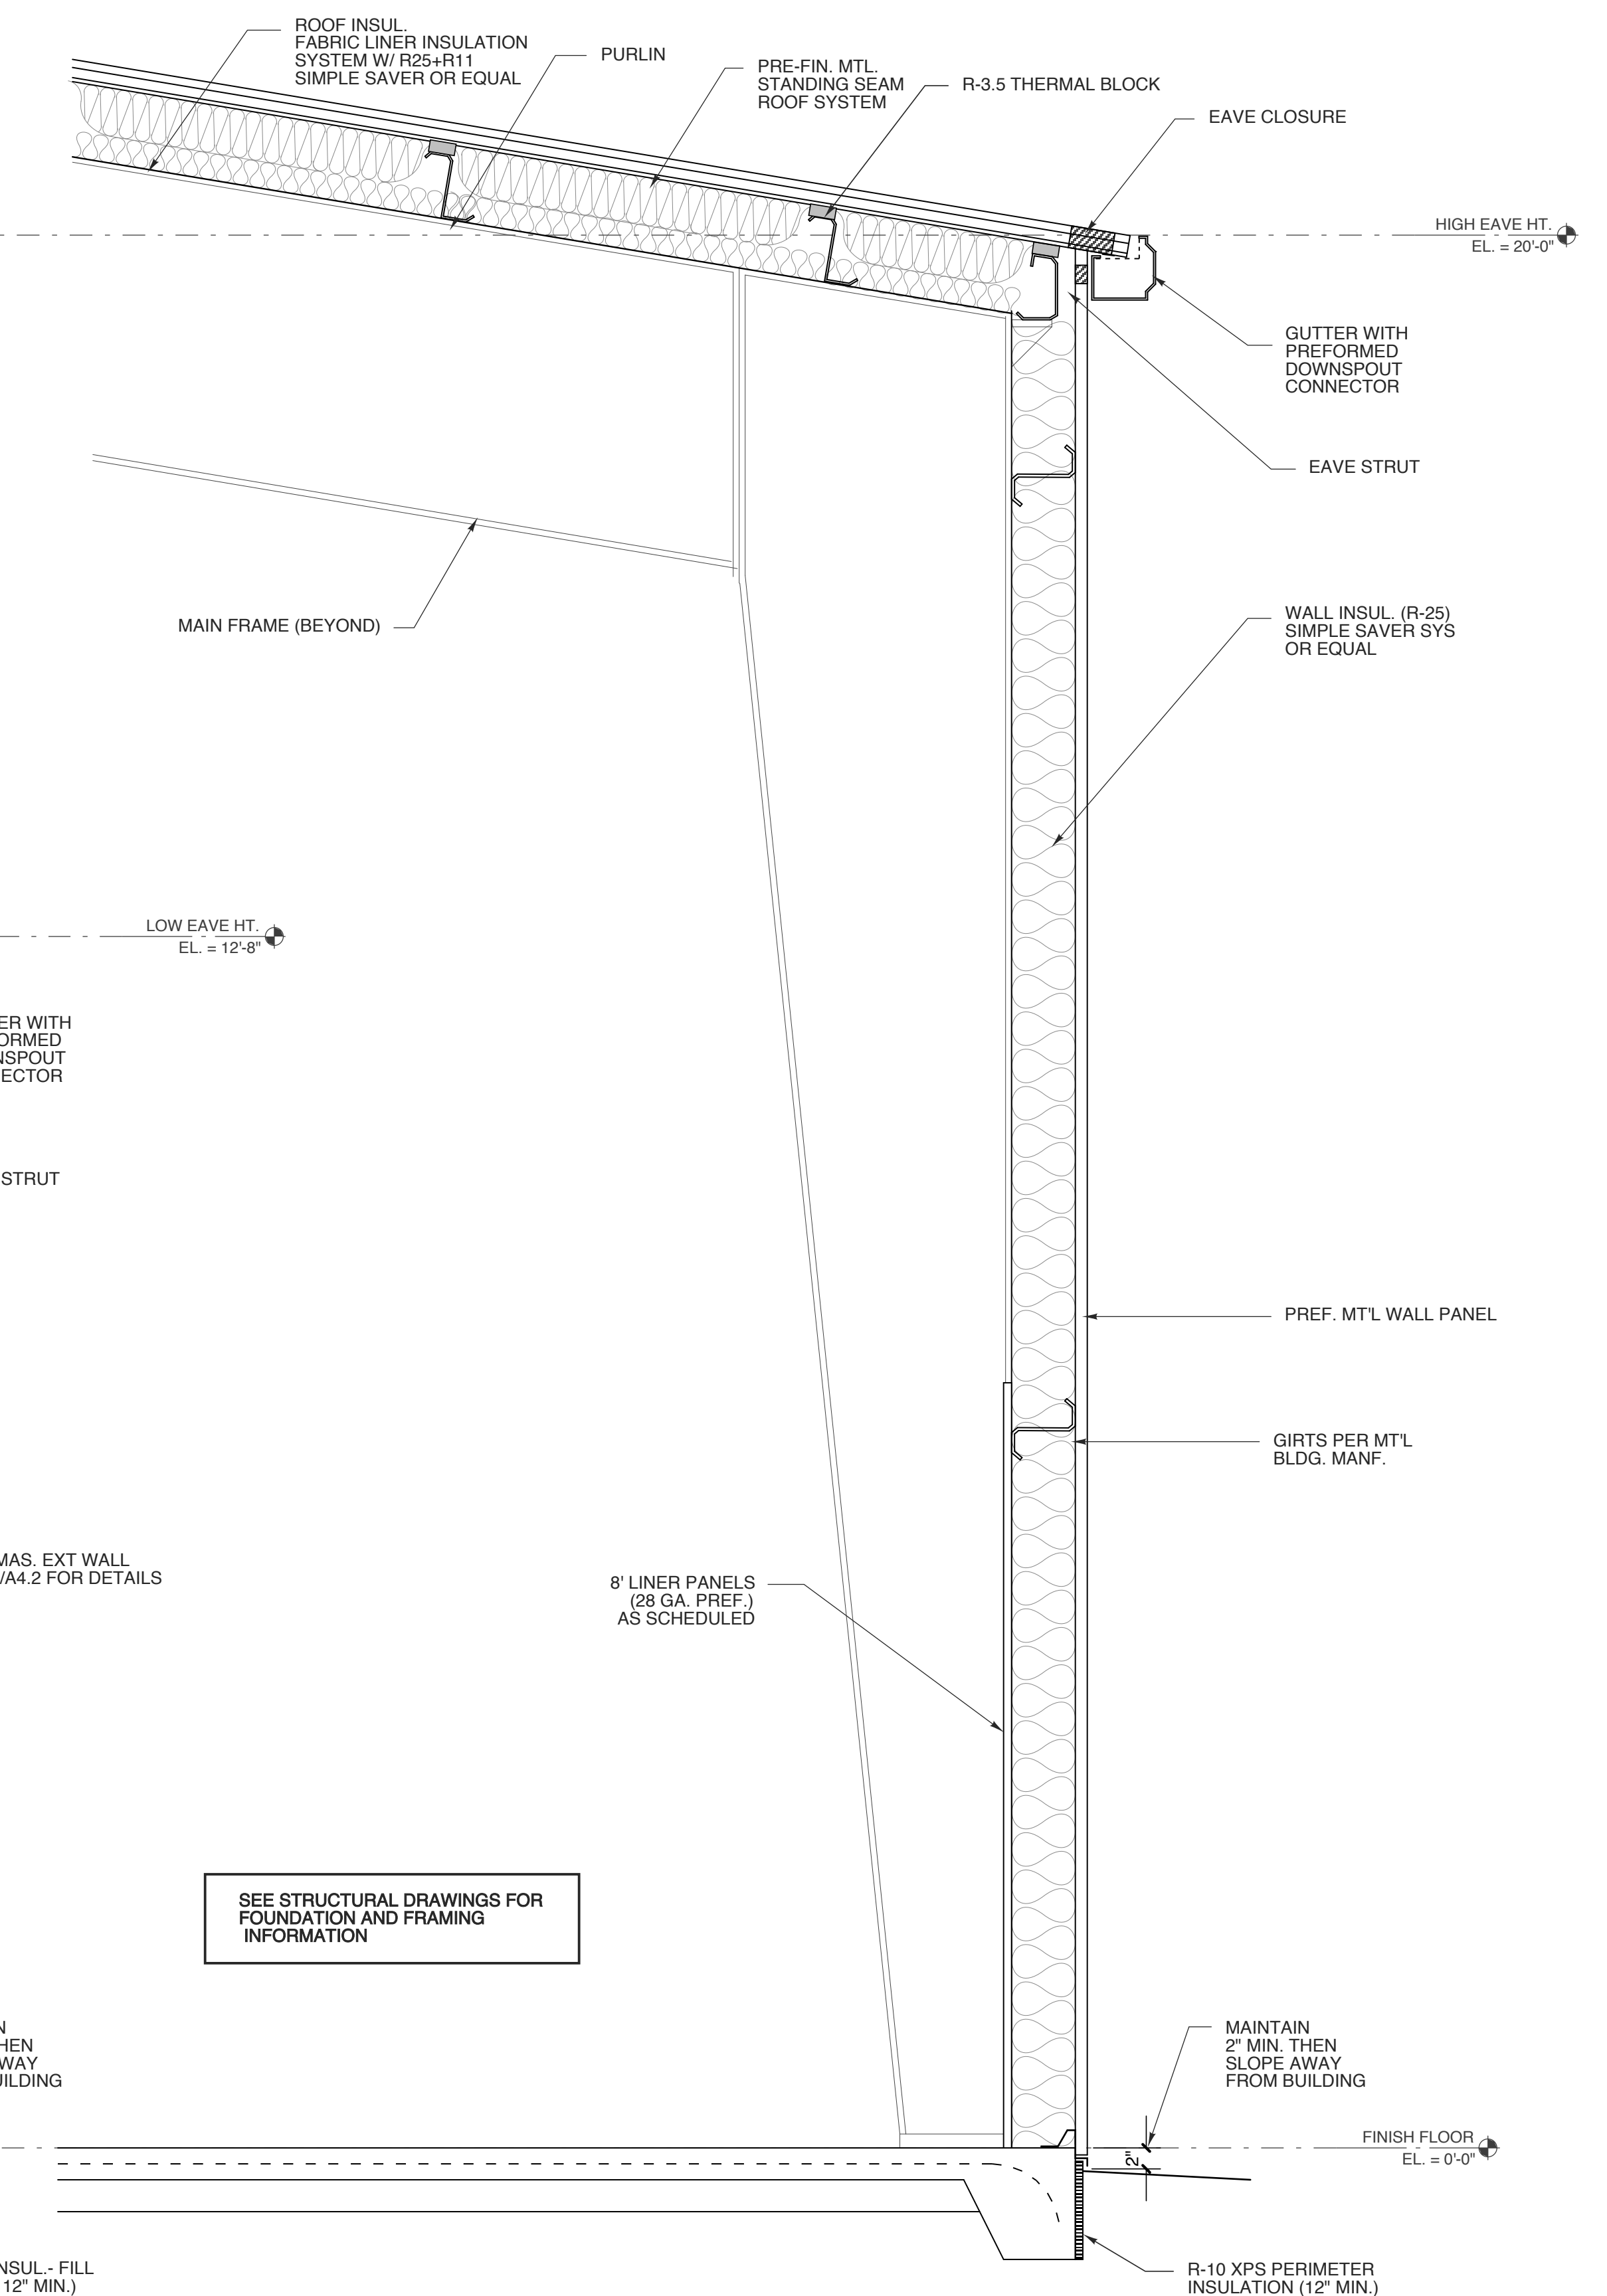 ROOF INSUL.
FABRIC LINER INSULATION
SYSTEM W/ R25+R11
SIMPLE SAVER OR EQUAL
PURLIN
PRE-FIN. MTL.
STANDING SEAM
ROOF SYSTEM
R-3.5 THERMAL BLOCK
EAVE CLOSURE
HIGH EAVE HT.
EL. = 20'-0"
GUTTER WITH
PREFORMED
DOWNSPOUT
CONNECTOR
EAVE STRUT
MAIN FRAME (BEYOND)
WALL INSUL. (R-25)
SIMPLE SAVER SYS
OR EQUAL
LOW EAVE HT.
EL. = 12'-8"
ER WITH
ORMED
NSPOUT
ECTOR
STRUT
PREF. MT'L WALL PANEL
GIRTS PER MT'L
BLDG. MANF.
MAS. EXT WALL
/A4.2 FOR DETAILS
8' LINER PANELS
(28 GA. PREF.)
AS SCHEDULED
SEE STRUCTURAL DRAWINGS FOR
FOUNDATION AND FRAMING
INFORMATION
N
HEN
WAY
UILDING
MAINTAIN
2" MIN. THEN
SLOPE AWAY
FROM BUILDING
FINISH FLOOR
EL. = 0'-0"
2"
NSUL.- FILL
12" MIN.)
R-10 XPS PERIMETER
INSULATION (12" MIN.)